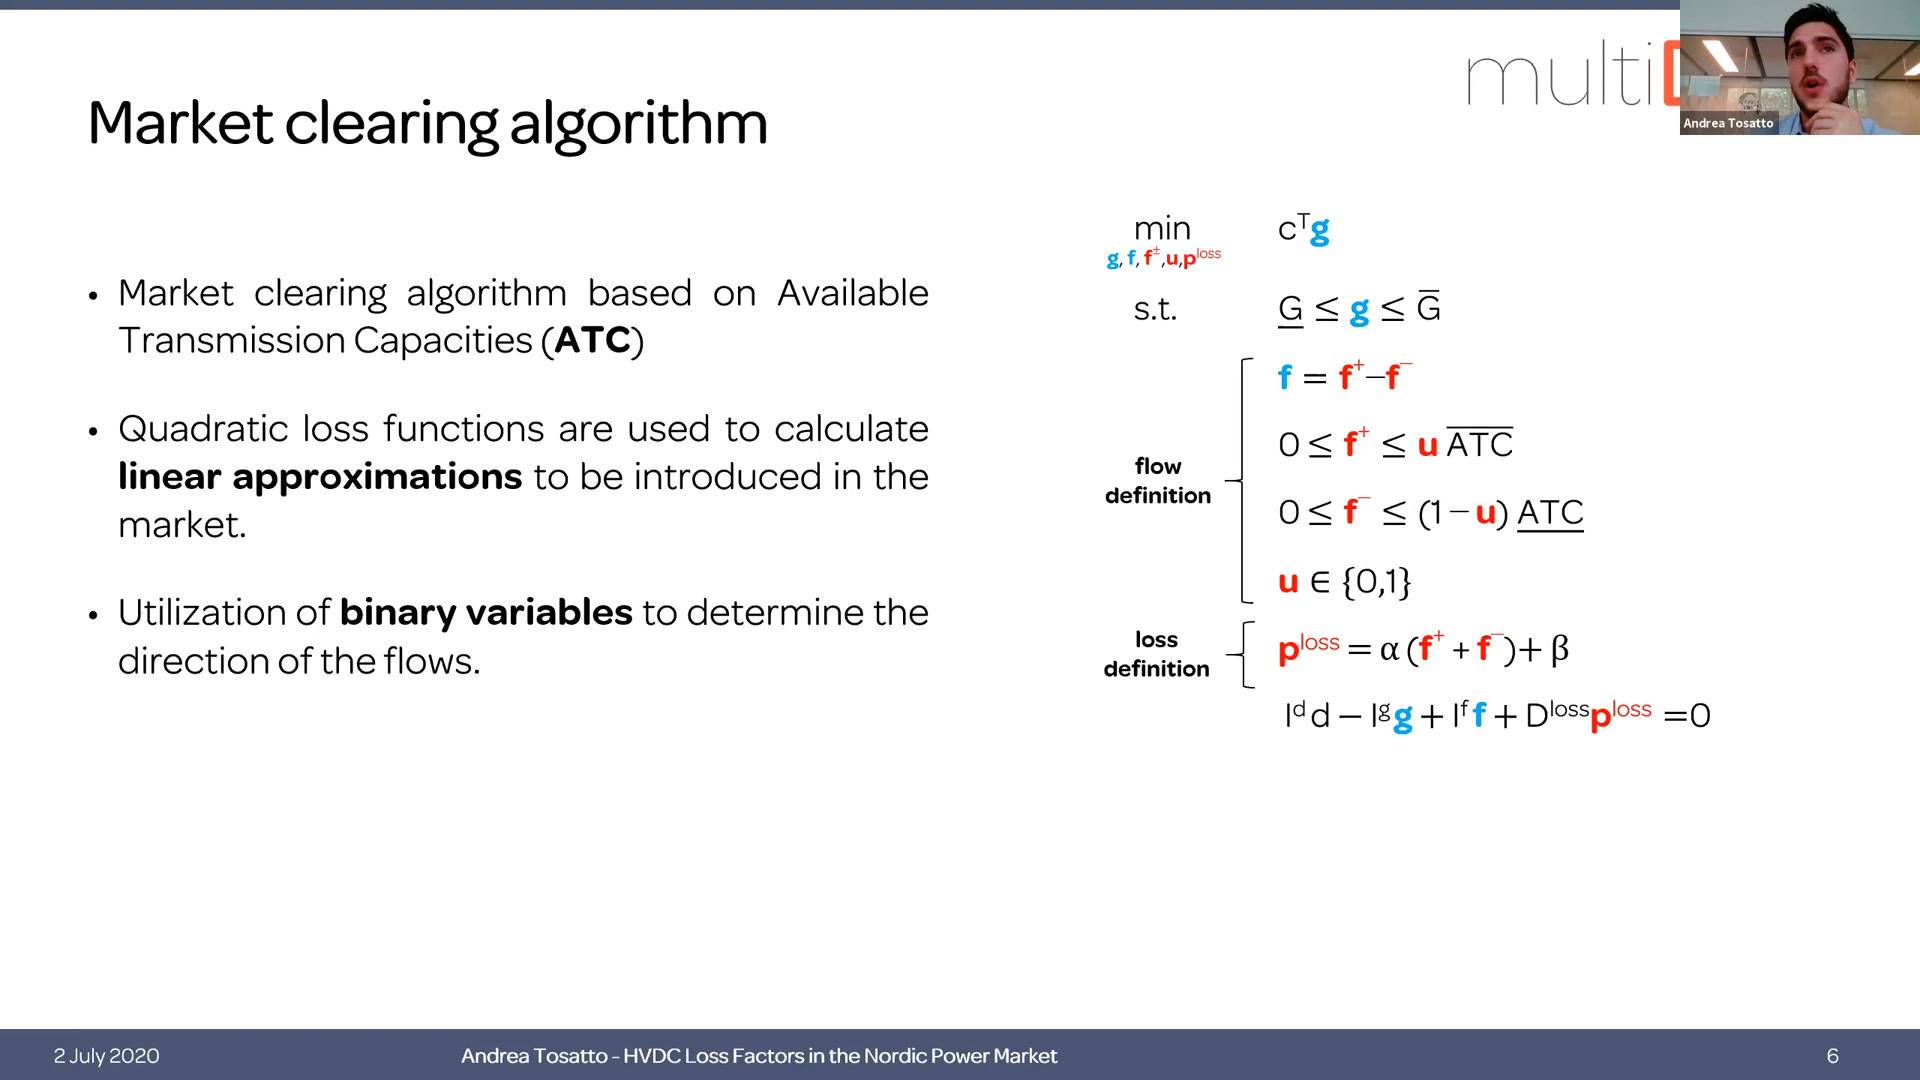 multi
Andrea Tosatto
Market clearing algorithm
• Market clearing algorithm based on Available
Transmission Capacities (ATC)
• Quadratic loss functions are used to calculate
linear approximations to be introduced in the
market.
• Utilization of binary variables to determine the
direction of the flows.
min cᵀg
g, f, f±,u,pˡᵒˢˢ
s.t. G̲ ≤ g ≤ G̅
flow
definition
f = f⁺–f⁻
0 ≤ f⁺ ≤ u A̅T̅C̅
0 ≤ f⁻ ≤ (1 – u) A̲T̲C̲
u ∈ {0,1}
loss
definition
pˡᵒˢˢ = α (f⁺ + f⁻)+ β
Iᵈd – Iᵍg + Iᶠf + Dˡᵒˢˢpˡᵒˢˢ =0
2 July 2020
Andrea Tosatto - HVDC Loss Factors in the Nordic Power Market
6